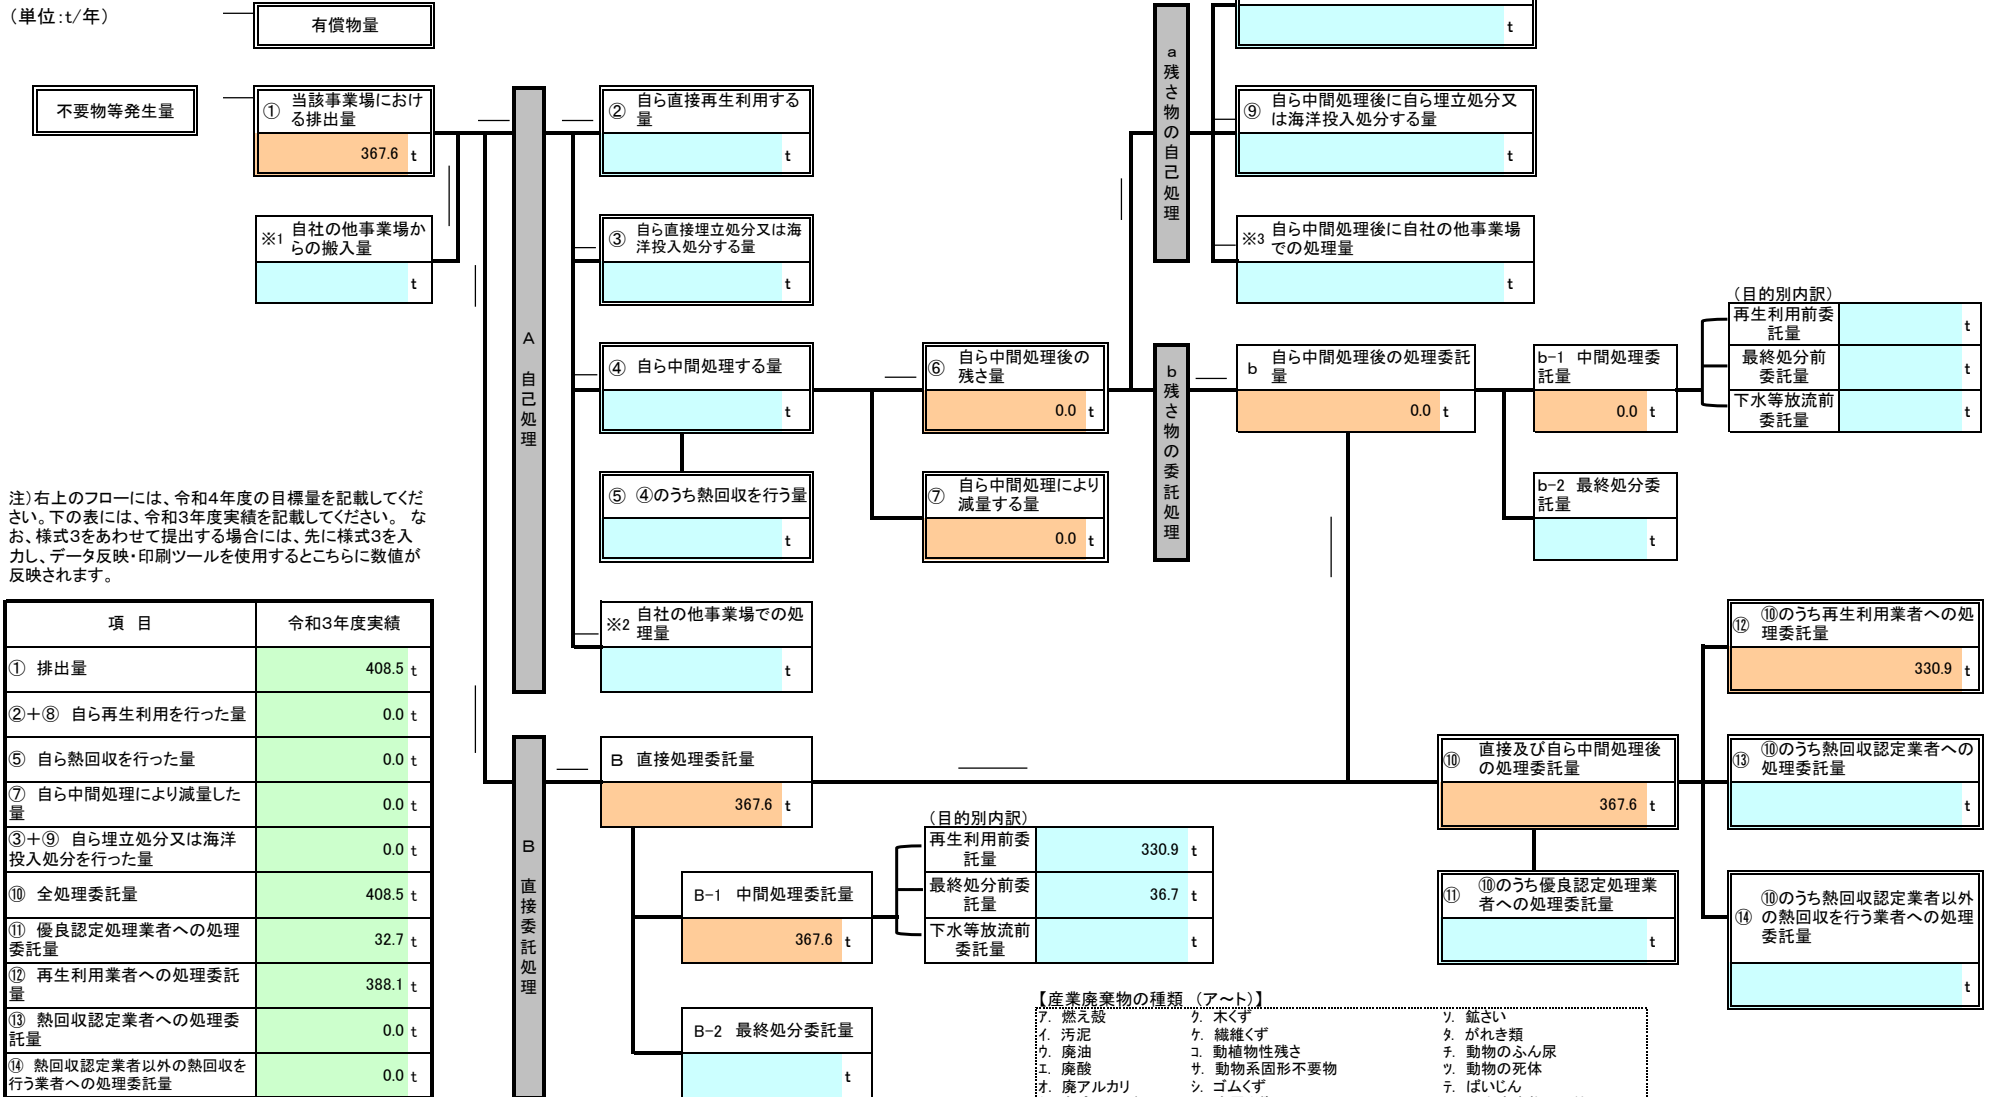 (単位:t/年)
有償物量
t
不要物等発生量
① 当該事業場におけ
る排出量
367.6 t
※1 自社の他事業場か
らの搬入量
t
A 自己処理
② 自ら直接再生利用する
量
t
③ 自ら直接埋立処分又は海
洋投入処分する量
t
④ 自ら中間処理する量
t
⑤ ④のうち熱回収を行う量
t
※2 自社の他事業場での処
理量
t
⑥ 自ら中間処理後の
残さ量
0.0 t
⑦ 自ら中間処理により
減量する量
0.0 t
a 残さ物の自己処理
⑨ 自ら中間処理後に自ら埋立処分又
は海洋投入処分する量
t
※3 自ら中間処理後に自社の他事業場
での処理量
t
b 残さ物の委託処理
b 自ら中間処理後の処理委託
量
0.0 t
b-1 中間処理委
託量
0.0 t
(目的別内訳)
再生利用前委
託量
t
最終処分前
委託量
t
下水等放流前
委託量
t
b-2 最終処分委
託量
t
注)右上のフローには、令和4年度の目標量を記載してくだ
さい。下の表には、令和3年度実績を記載してください。 な
お、様式3をあわせて提出する場合には、先に様式3を入
力し、データ反映・印刷ツールを使用するとこちらに数値が
反映されます。
項 目 令和3年度実績
① 排出量 408.5 t
②+⑧ 自ら再生利用を行った量 0.0 t
⑤ 自ら熱回収を行った量 0.0 t
⑦ 自ら中間処理により減量した
量 0.0 t
③+⑨ 自ら埋立処分又は海洋
投入処分を行った量 0.0 t
⑩ 全処理委託量 408.5 t
⑪ 優良認定処理業者への処理
委託量 32.7 t
⑫ 再生利用業者への処理委託
量 388.1 t
⑬ 熱回収認定業者への処理委
託量 0.0 t
⑭ 熱回収認定業者以外の熱回収を
行う業者への処理委託量 0.0 t
B 直接委託処理
B 直接処理委託量
367.6 t
B-1 中間処理委託量
367.6 t
(目的別内訳)
再生利用前委
託量
330.9 t
最終処分前委
託量
36.7 t
下水等放流前
委託量
t
B-2 最終処分委託量
t
⑩ 直接及び自ら中間処理後
の処理委託量
367.6 t
⑪ ⑩のうち優良認定処理業
者への処理委託量
t
⑫ ⑩のうち再生利用業者への処
理委託量
330.9 t
⑬ ⑩のうち熱回収認定業者への
処理委託量
t
⑭ ⑩のうち熱回収認定業者以外
の熱回収を行う業者への処理
委託量
t
【産業廃棄物の種類 (ア~ト)】
ア. 燃え殻 ク. 木くず ソ. 鉱さい
イ. 汚泥 ケ. 繊維くず タ. がれき類
ウ. 廃油 コ. 動植物性残さ チ. 動物のふん尿
エ. 廃酸 サ. 動物系固形不要物 ツ. 動物の死体
オ. 廃アルカリ シ. ゴムくず テ. ばいじん